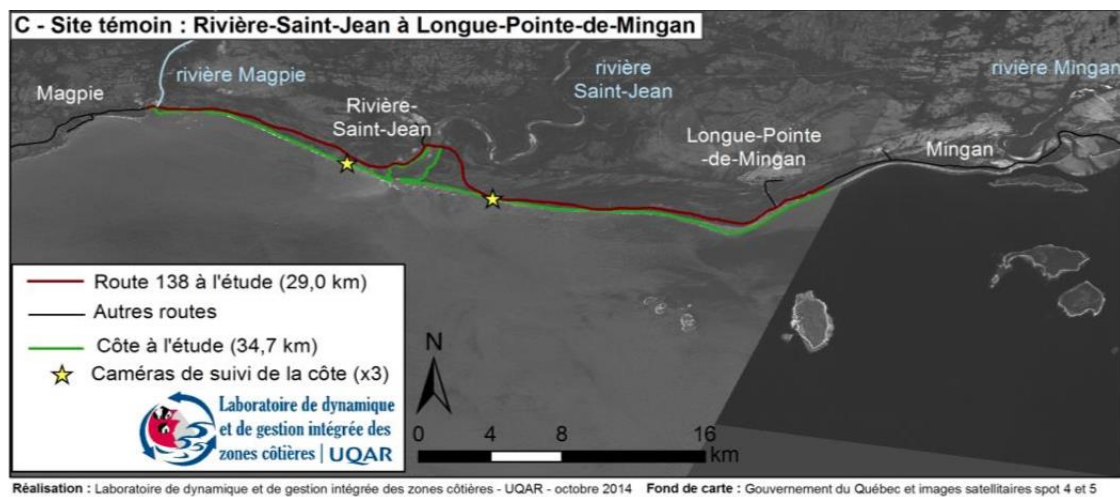 C - Site témoin : Rivière-Saint-Jean à Longue-Pointe-de-Mingan
Magpie
rivière Magpie
Rivière-
Saint-Jean
rivière
Saint-Jean
Longue-Pointe
-de-Mingan
Mingan
rivière Mingan
Route 138 à l'étude (29,0 km)
Autres routes
Côte à l'étude (34,7 km)
Caméras de suivi de la côte (x3)
Laboratoire de dynamique
et de gestion intégrée des
zones côtières | UQAR
N
0 4 8 16
km
Réalisation : Laboratoire de dynamique et de gestion intégrée des zones côtières - UQAR - octobre 2014 Fond de carte : Gouvernement du Québec et images satellitaires spot 4 et 5